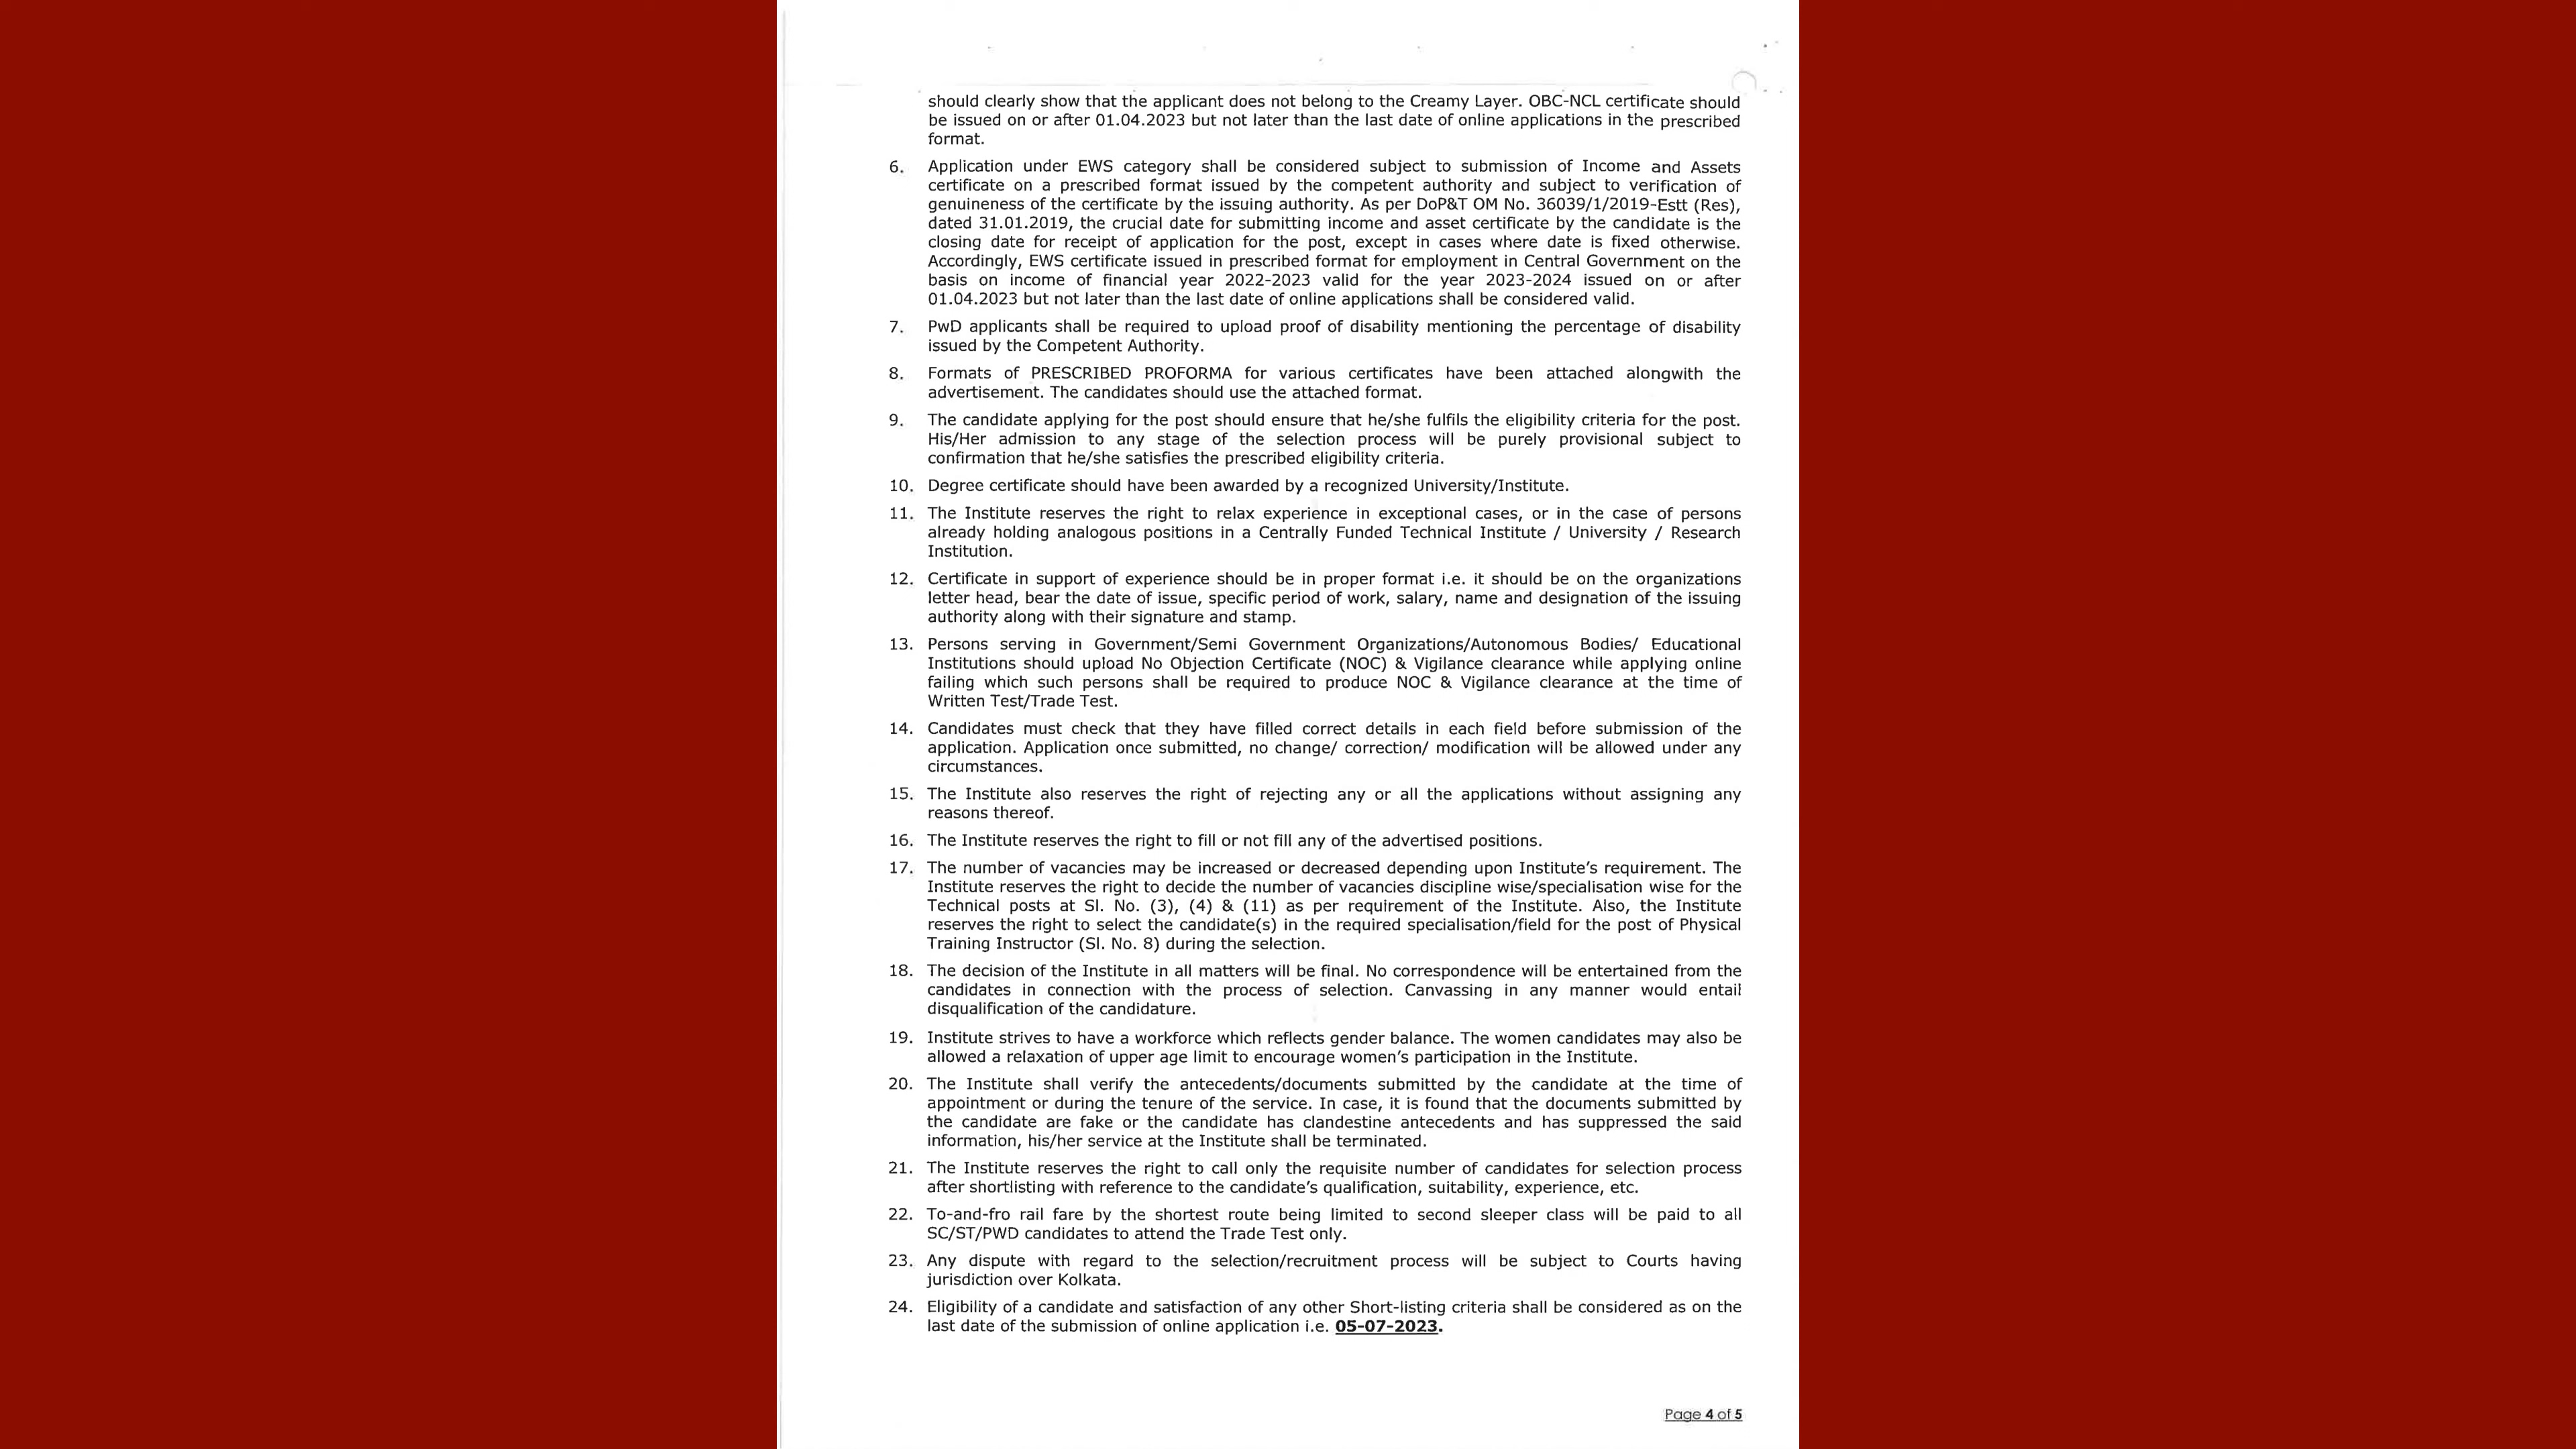 should clearly show that the applicant does not belong to the Creamy Layer. OBC-NCL certificate should
be issued on or after 01.04.2023 but not later than the last date of online applications in the prescribed
format.
6. Application under EWS category shall be considered subject to submission of Income and Assets
certificate on a prescribed format issued by the competent authority and subject to verification of
genuineness of the certificate by the issuing authority. As per DoP&T OM No. 36039/1/2019-Estt (Res),
dated 31.01.2019, the crucial date for submitting income and asset certificate by the candidate is the
closing date for receipt of application for the post, except in cases where date is fixed otherwise.
Accordingly, EWS certificate issued in prescribed format for employment in Central Government on the
basis on income of financial year 2022-2023 valid for the year 2023-2024 issued on or after
01.04.2023 but not later than the last date of online applications shall be considered valid.
7. PwD applicants shall be required to upload proof of disability mentioning the percentage of disability
issued by the Competent Authority.
8. Formats of PRESCRIBED PROFORMA for various certificates have been attached alongwith the
advertisement. The candidates should use the attached format.
9. The candidate applying for the post should ensure that he/she fulfils the eligibility criteria for the post.
His/Her admission to any stage of the selection process will be purely provisional subject to
confirmation that he/she satisfies the prescribed eligibility criteria.
10. Degree certificate should have been awarded by a recognized University/Institute.
11. The Institute reserves the right to relax experience in exceptional cases, or in the case of persons
already holding analogous positions in a Centrally Funded Technical Institute / University / Research
Institution.
12. Certificate in support of experience should be in proper format i.e. it should be on the organizations
letter head, bear the date of issue, specific period of work, salary, name and designation of the issuing
authority along with their signature and stamp.
13. Persons serving in Government/Semi Government Organizations/Autonomous Bodies/ Educational
Institutions should upload No Objection Certificate (NOC) & Vigilance clearance while applying online
failing which such persons shall be required to produce NOC & Vigilance clearance at the time of
Written Test/Trade Test.
14. Candidates must check that they have filled correct details in each field before submission of the
application. Application once submitted, no change/ correction/ modification will be allowed under any
circumstances.
15. The Institute also reserves the right of rejecting any or all the applications without assigning any
reasons thereof.
16. The Institute reserves the right to fill or not fill any of the advertised positions.
17. The number of vacancies may be increased or decreased depending upon Institute's requirement. The
Institute reserves the right to decide the number of vacancies discipline wise/specialisation wise for the
Technical posts at Sl. No. (3), (4) & (11) as per requirement of the Institute. Also, the Institute
reserves the right to select the candidate(s) in the required specialisation/field for the post of Physical
Training Instructor (Sl. No. 8) during the selection.
18. The decision of the Institute in all matters will be final. No correspondence will be entertained from the
candidates in connection with the process of selection. Canvassing in any manner would entail
disqualification of the candidature.
19. Institute strives to have a workforce which reflects gender balance. The women candidates may also be
allowed a relaxation of upper age limit to encourage women's participation in the Institute.
20. The Institute shall verify the antecedents/documents submitted by the candidate at the time of
appointment or during the tenure of the service. In case, it is found that the documents submitted by
the candidate are fake or the candidate has clandestine antecedents and has suppressed the said
information, his/her service at the Institute shall be terminated.
21. The Institute reserves the right to call only the requisite number of candidates for selection process
after shortlisting with reference to the candidate's qualification, suitability, experience, etc.
22. To-and-fro rail fare by the shortest route being limited to second sleeper class will be paid to all
SC/ST/PWD candidates to attend the Trade Test only.
23. Any dispute with regard to the selection/recruitment process will be subject to Courts having
jurisdiction over Kolkata.
24. Eligibility of a candidate and satisfaction of any other Short-listing criteria shall be considered as on the
last date of the submission of online application i.e. 05-07-2023.
Page 4 of 5